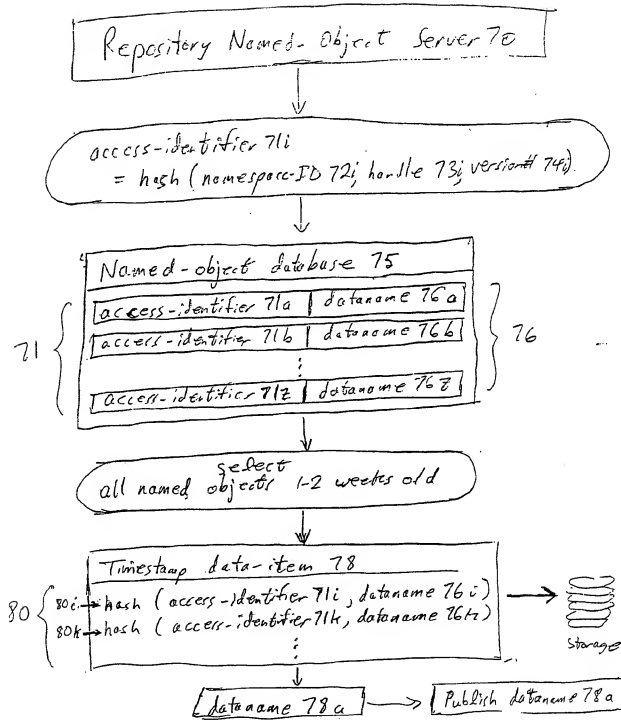 Repository Named-Object Server 70
access-identifier 71i
= hash (namespace-ID 72i, handle 73i, version# 74i)
Named-object database 75
access-identifier 71a | dataname 76a
access-identifier 71b | dataname 76b
⋮
access-identifier 71z | dataname 76z
71
76
select
all named objects 1-2 weeks old
Timestamp data-item 78
80
80i → hash (access-identifier 71i, dataname 76i)
80k → hash (access-identifier 71k, dataname 76k)
⋮
Storage
dataname 78a
Publish dataname 78a